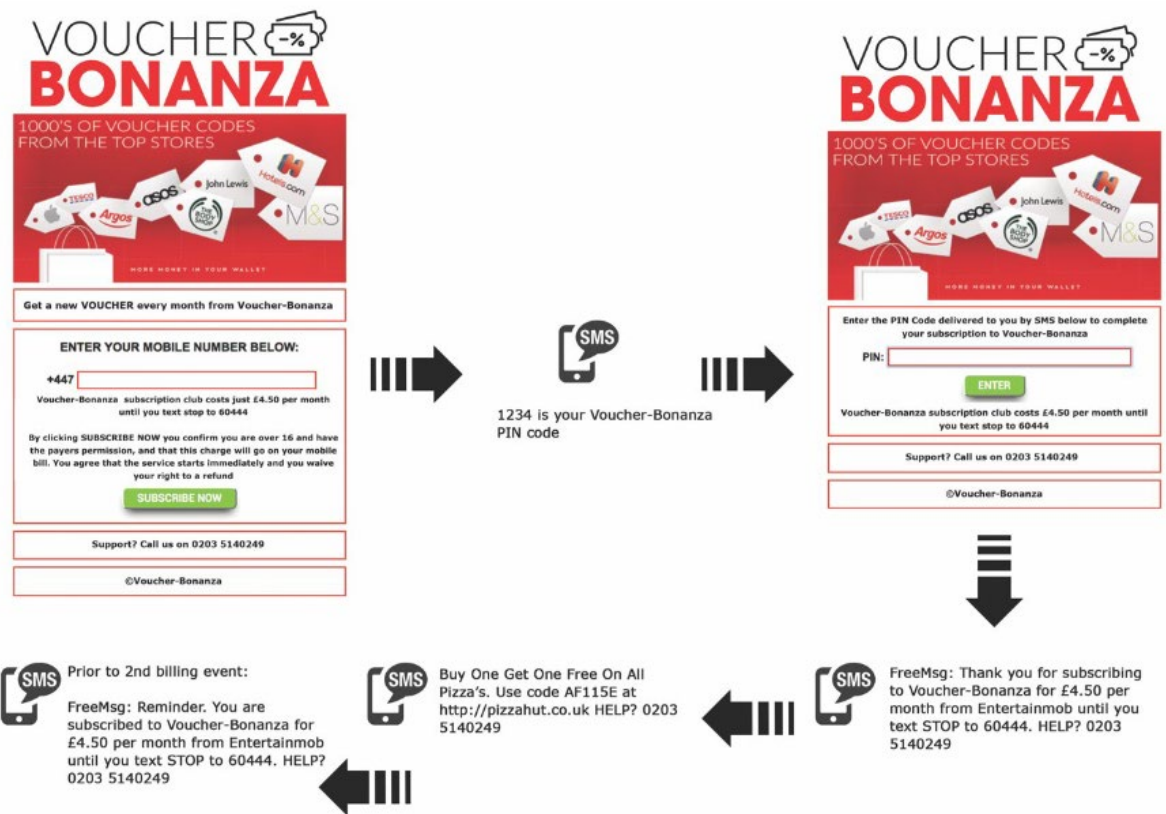 VOUCHER -%
BONANZA
1000'S OF VOUCHER CODES
FROM THE TOP STORES
TESCO
Argos
asos
THE
BODY
SHOP
John Lewis
Hotels.com
M&S
MORE MONEY IN YOUR WALLET
Get a new VOUCHER every month from Voucher-Bonanza
ENTER YOUR MOBILE NUMBER BELOW:
+447
Voucher-Bonanza subscription club costs just £4.50 per month
until you text stop to 60444
By clicking SUBSCRIBE NOW you confirm you are over 16 and have
the payers permission, and that this charge will go on your mobile
bill. You agree that the service starts immediately and you waive
your right to a refund
SUBSCRIBE NOW
Support? Call us on 0203 5140249
©Voucher-Bonanza
SMS
1234 is your Voucher-Bonanza
PIN code
VOUCHER -%
BONANZA
1000'S OF VOUCHER CODES
FROM THE TOP STORES
TESCO
Argos
asos
THE
BODY
SHOP
John Lewis
Hotels.com
M&S
MORE MONEY IN YOUR WALLET
Enter the PIN Code delivered to you by SMS below to complete
your subscription to Voucher-Bonanza
PIN:
ENTER
Voucher-Bonanza subscription club costs £4.50 per month until
you text stop to 60444
Support? Call us on 0203 5140249
©Voucher-Bonanza
SMS
FreeMsg: Thank you for subscribing
to Voucher-Bonanza for £4.50 per
month from Entertainmob until you
text STOP to 60444. HELP? 0203
5140249
SMS
Buy One Get One Free On All
Pizza's. Use code AF115E at
http://pizzahut.co.uk HELP? 0203
5140249
SMS
Prior to 2nd billing event:
FreeMsg: Reminder. You are
subscribed to Voucher-Bonanza for
£4.50 per month from Entertainmob
until you text STOP to 60444. HELP?
0203 5140249